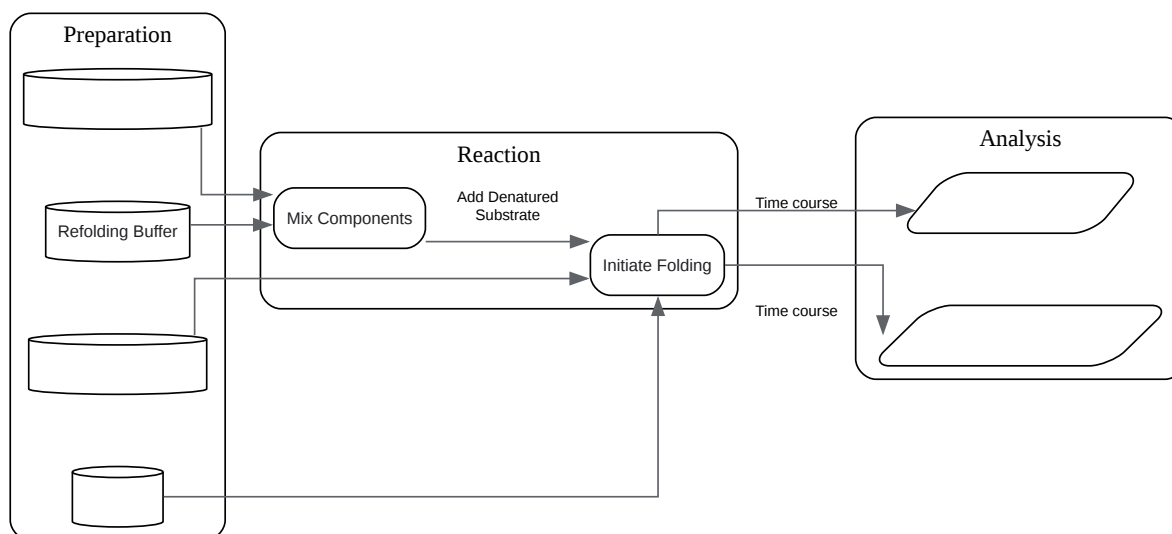 Preparation
Refolding Buffer
Reaction
Mix Components
Add Denatured
Substrate
Initiate Folding
Time course
Time course
Analysis